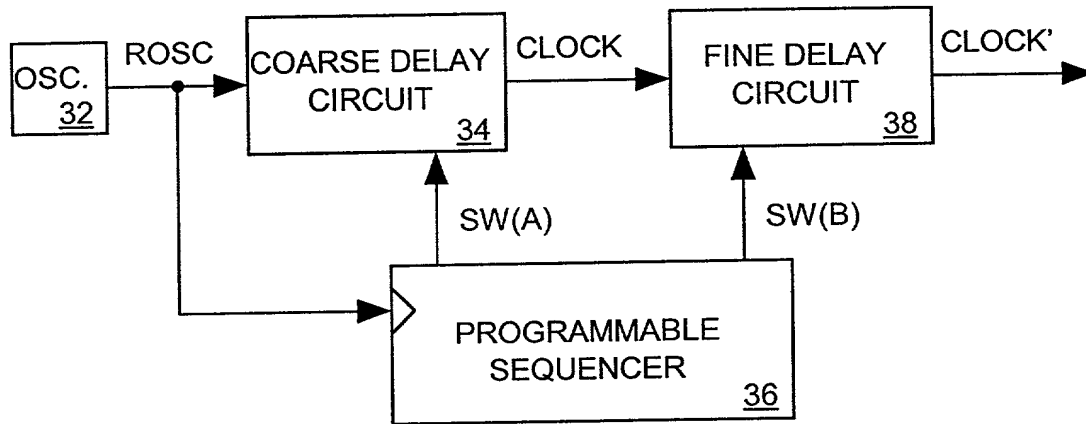 OSC.
32
ROSC
COARSE DELAY
CIRCUIT
34
CLOCK
FINE DELAY
CIRCUIT
38
CLOCK'
SW(A)
SW(B)
PROGRAMMABLE
SEQUENCER
36